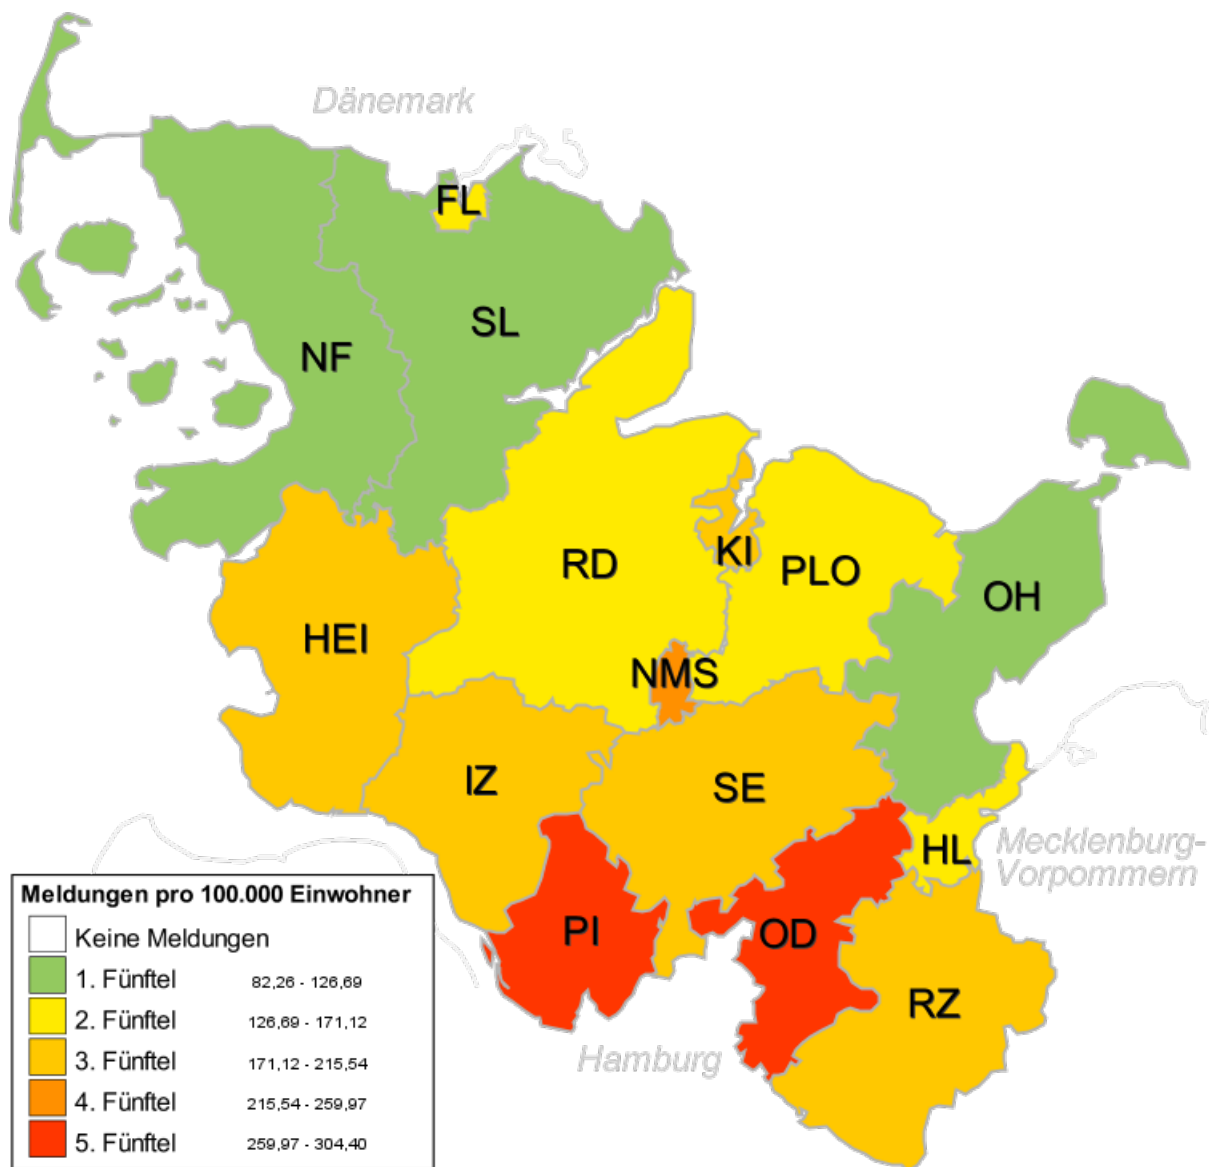 Dänemark
FL
SL
NF
RD
KI
PLO
OH
HEI
NMS
IZ
SE
HL
Mecklenburg-
Vorpommern
PI
OD
RZ
Hamburg
Meldungen pro 100.000 Einwohner
Keine Meldungen
1. Fünftel 82,26 - 126,69
2. Fünftel 126,69 - 171,12
3. Fünftel 171,12 - 215,54
4. Fünftel 215,54 - 259,97
5. Fünftel 259,97 - 304,40